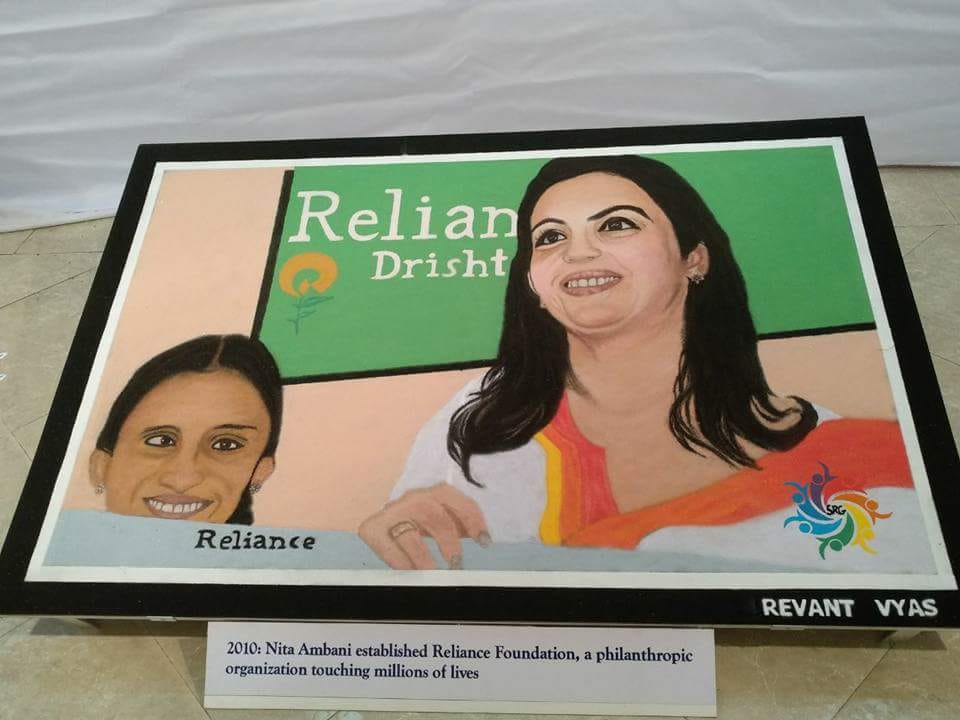 Relian
Drisht
Reliance
SRG
REVANT VYAS
2010: Nita Ambani established Reliance Foundation, a philanthropic
organization touching millions of lives